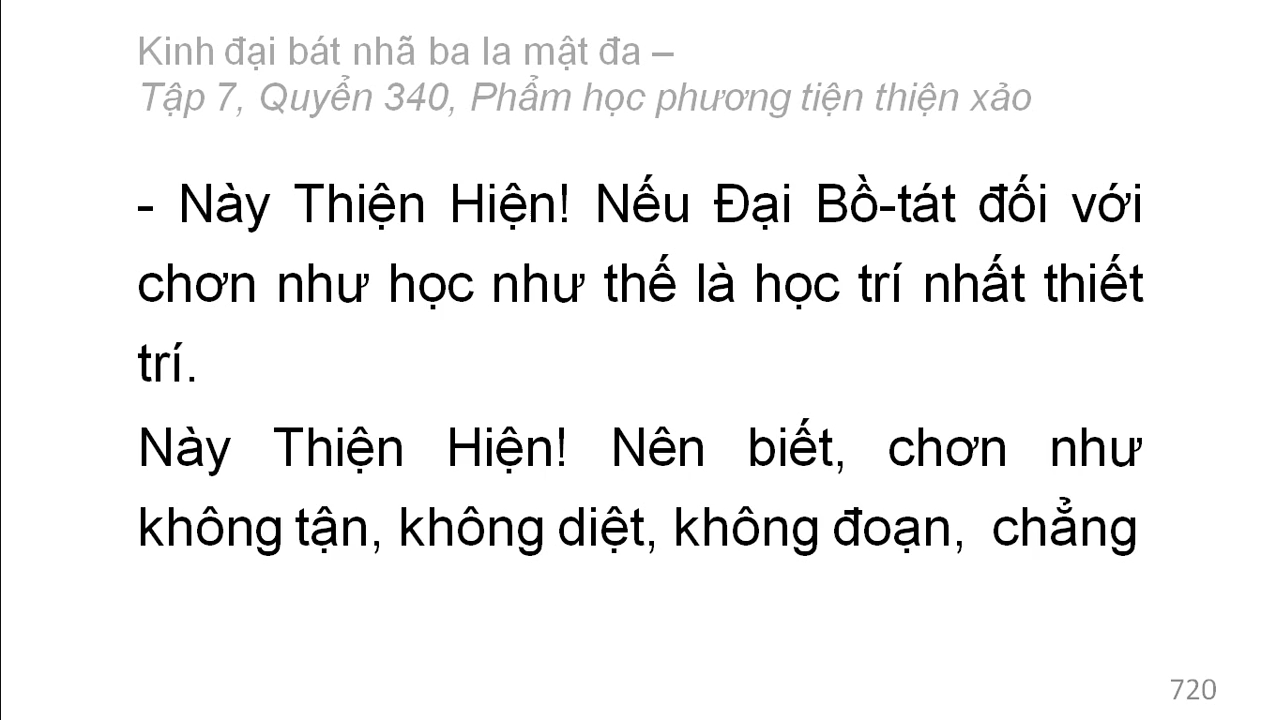 Kinh đại bát nhã ba la mật đa –
Tập 7, Quyển 340, Phẩm học phương tiện thiện xảo
- Này Thiện Hiện! Nếu Đại Bồ-tát đối với
chơn như học như thế là học trí nhất thiết
trí.
Này Thiện Hiện! Nên biết, chơn như
không tận, không diệt, không đoạn, chẳng
720